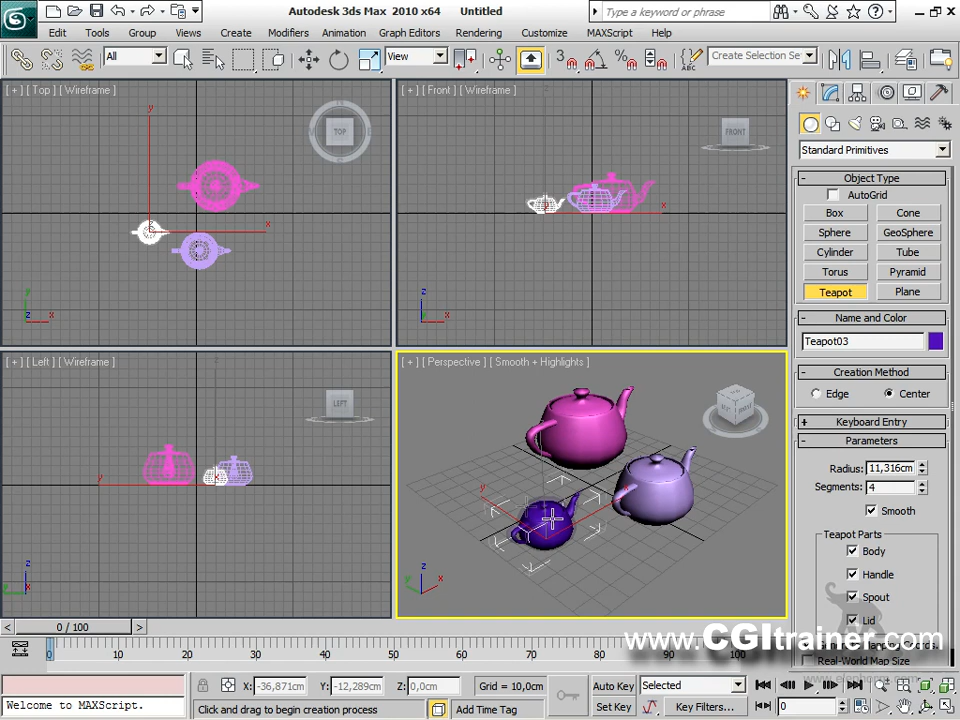 Autodesk 3ds Max 2010 x64 Untitled
Type a keyword or phrase
Edit Tools Group Views Create Modifiers Animation Graph Editors Rendering Customize MAXScript Help
All View 3 % ABC Create Selection Se
[ + ] [ Top ] [ Wireframe ]
[ + ] [ Front ] [ Wireframe ]
TOP
FRONT
y
x
x
z
y
z x
z
x
Standard Primitives
- Object Type
AutoGrid
Box Cone
Sphere GeoSphere
Cylinder Tube
Torus Pyramid
Teapot Plane
- Name and Color
Teapot03
- Creation Method
Edge Center
+ Keyboard Entry
- Parameters
Radius: 11,316cm
Segments: 4
Smooth
Teapot Parts
Body
Handle
Spout
Lid
Real-World Map Size
[ + ] [ Left ] [ Wireframe ]
[ + ] [ Perspective ] [ Smooth + Highlights ]
LEFT
y
x
z
y
z
y x
www.CGItrainer.com
< 0 / 100 >
0 10 20 30 40 50 60 70 80 90 100
X: -36,871cm Y: -12,289cm Z: 0,0cm Grid = 10,0cm
Auto Key Selected
Welcome to MAXScript.
Click and drag to begin creation process
Add Time Tag
Set Key Key Filters...
0